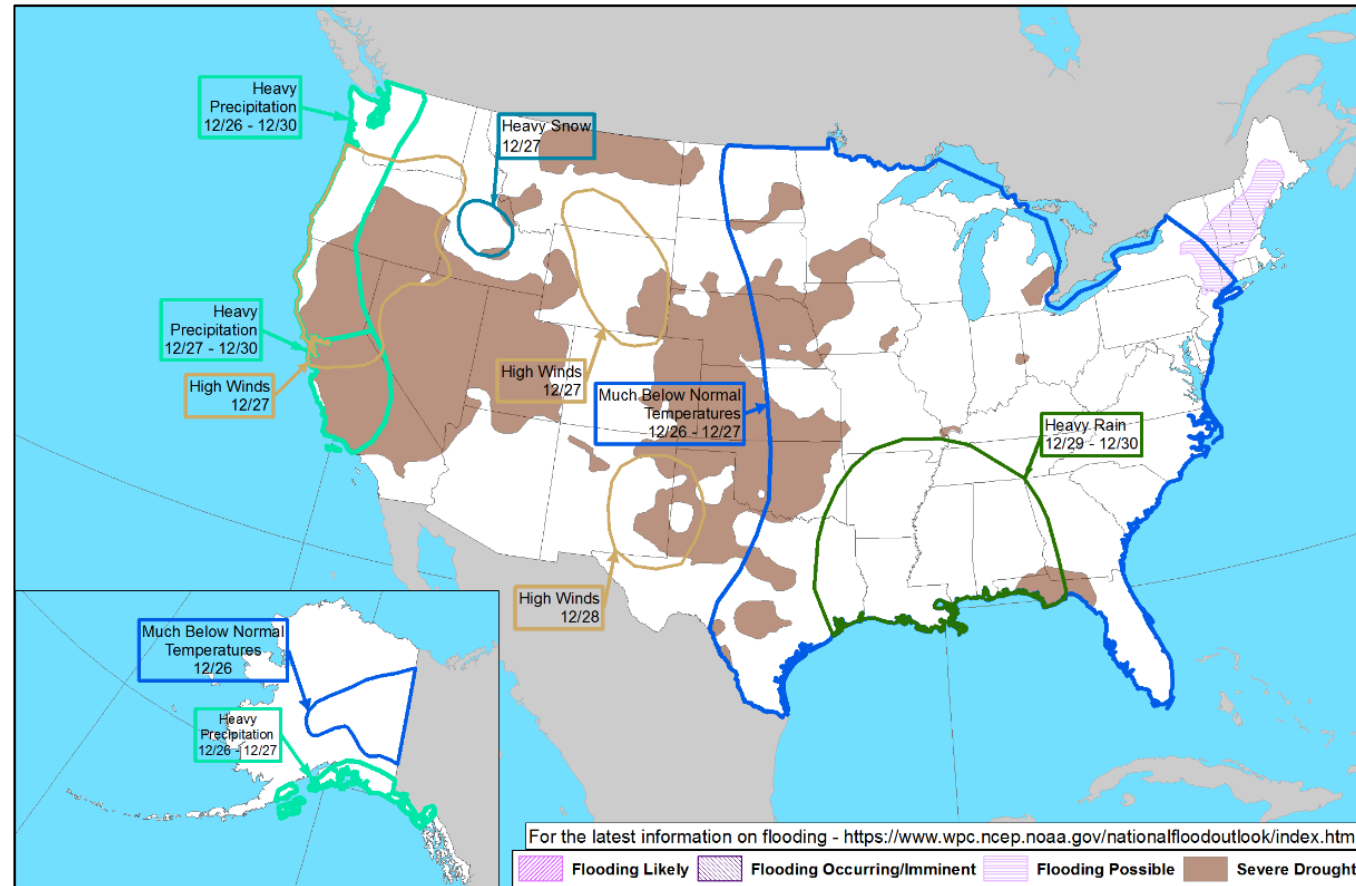 Heavy
Precipitation
12/26 - 12/30
Heavy Snow
12/27
Heavy
Precipitation
12/27 - 12/30
High Winds
12/27
High Winds
12/27
Much Below Normal
Temperatures
12/26 - 12/27
Heavy Rain
12/29 - 12/30
High Winds
12/28
Much Below Normal
Temperatures
12/26
Heavy
Precipitation
12/26 - 12/27
For the latest information on flooding - https://www.wpc.ncep.noaa.gov/nationalfloodoutlook/index.htm
Flooding Likely Flooding Occurring/Imminent Flooding Possible Severe Drought